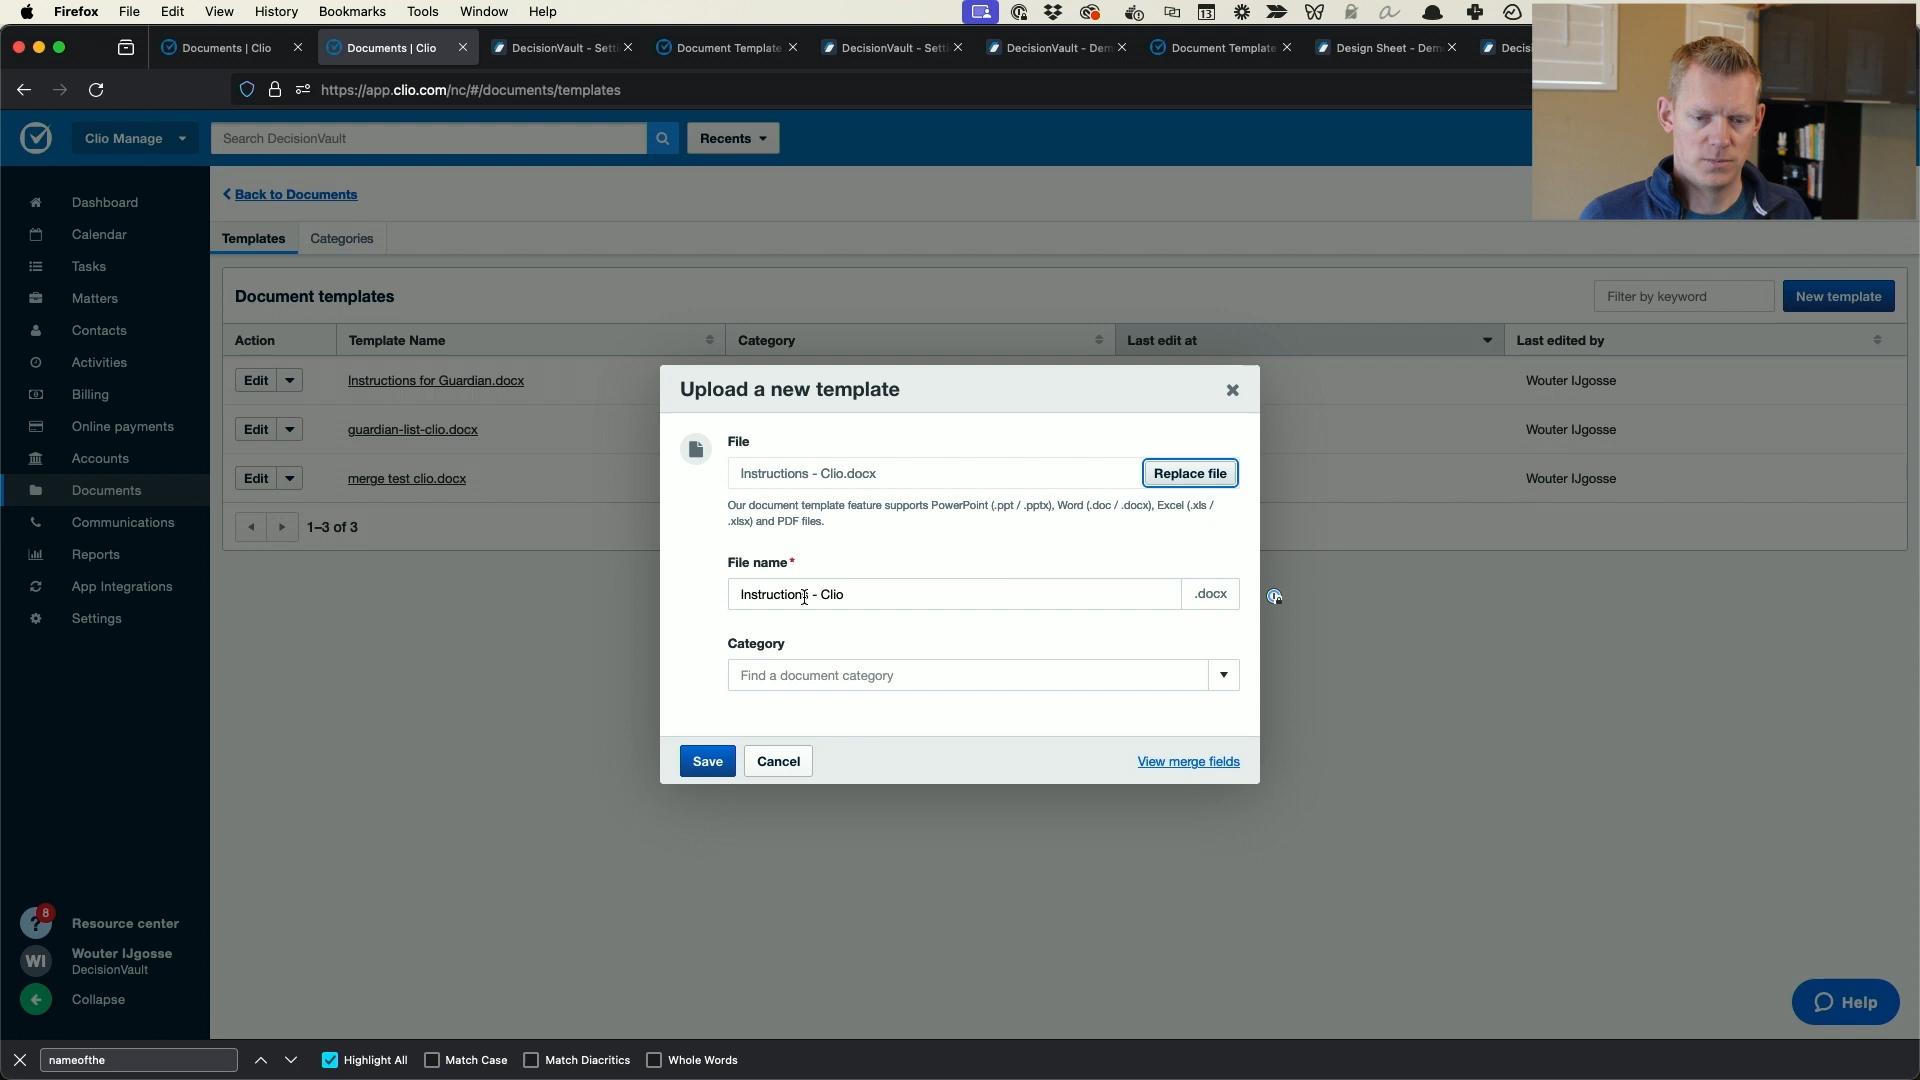 Firefox File Edit View History Bookmarks Tools Window Help
13
Documents | Clio
Documents | Clio
DecisionVault - Setti
Document Template
DecisionVault - Setti
DecisionVault - Dem
Document Template
Design Sheet - Dem
Decis
https://app.clio.com/nc/#/documents/templates
Clio Manage
Search DecisionVault
Recents
Dashboard
Calendar
Tasks
Matters
Contacts
Activities
Billing
Online payments
Accounts
Documents
Communications
Reports
App Integrations
Settings
8
? Resource center
WI Wouter IJgosse
DecisionVault
Collapse
Back to Documents
Templates Categories
Document templates
Filter by keyword
New template
Action Template Name Category Last edit at Last edited by
Edit Instructions for Guardian.docx Wouter IJgosse
Edit guardian-list-clio.docx Wouter IJgosse
Edit merge test clio.docx Wouter IJgosse
1–3 of 3
Upload a new template
File
Instructions - Clio.docx
Replace file
Our document template feature supports PowerPoint (.ppt / .pptx), Word (.doc / .docx), Excel (.xls /
.xlsx) and PDF files.
File name*
Instructions - Clio
.docx
Category
Find a document category
Save Cancel View merge fields
Help
nameofthe
Highlight All Match Case Match Diacritics Whole Words